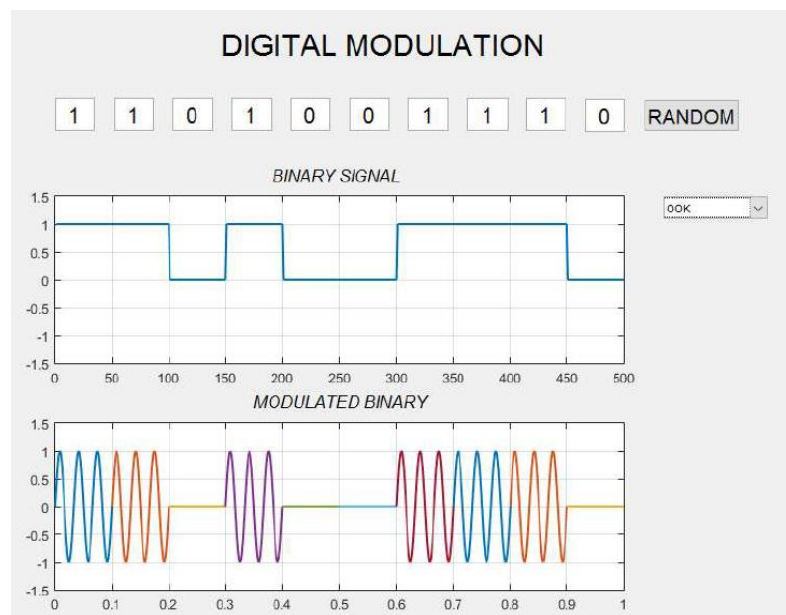 DIGITAL MODULATION
1 1 0 1 0 0 1 1 1 0 RANDOM
BINARY SIGNAL
OOK
1.5
1
0.5
0
-0.5
-1
-1.5
0 50 100 150 200 250 300 350 400 450 500
MODULATED BINARY
1.5
1
0.5
0
-0.5
-1
-1.5
0 0.1 0.2 0.3 0.4 0.5 0.6 0.7 0.8 0.9 1